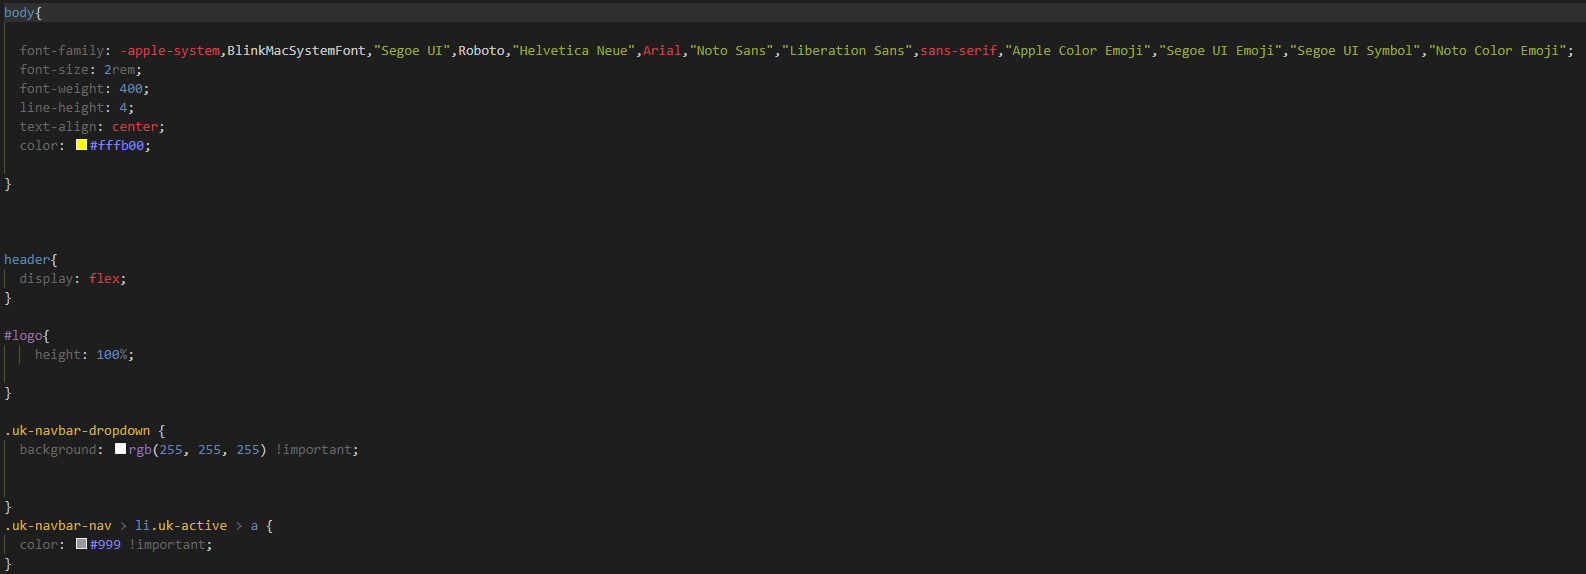 body{
font-family: -apple-system,BlinkMacSystemFont,"Segoe UI",Roboto,"Helvetica Neue",Arial,"Noto Sans","Liberation Sans",sans-serif,"Apple Color Emoji","Segoe UI Emoji","Segoe UI Symbol","Noto Color Emoji";
font-size: 2rem;
font-weight: 400;
line-height: 4;
text-align: center;
color: #fffb00;
}
header{
display: flex;
}
#logo{
height: 100%;
}
.uk-navbar-dropdown {
background: rgb(255, 255, 255) !important;
}
.uk-navbar-nav > li.uk-active > a {
color: #999 !important;
}